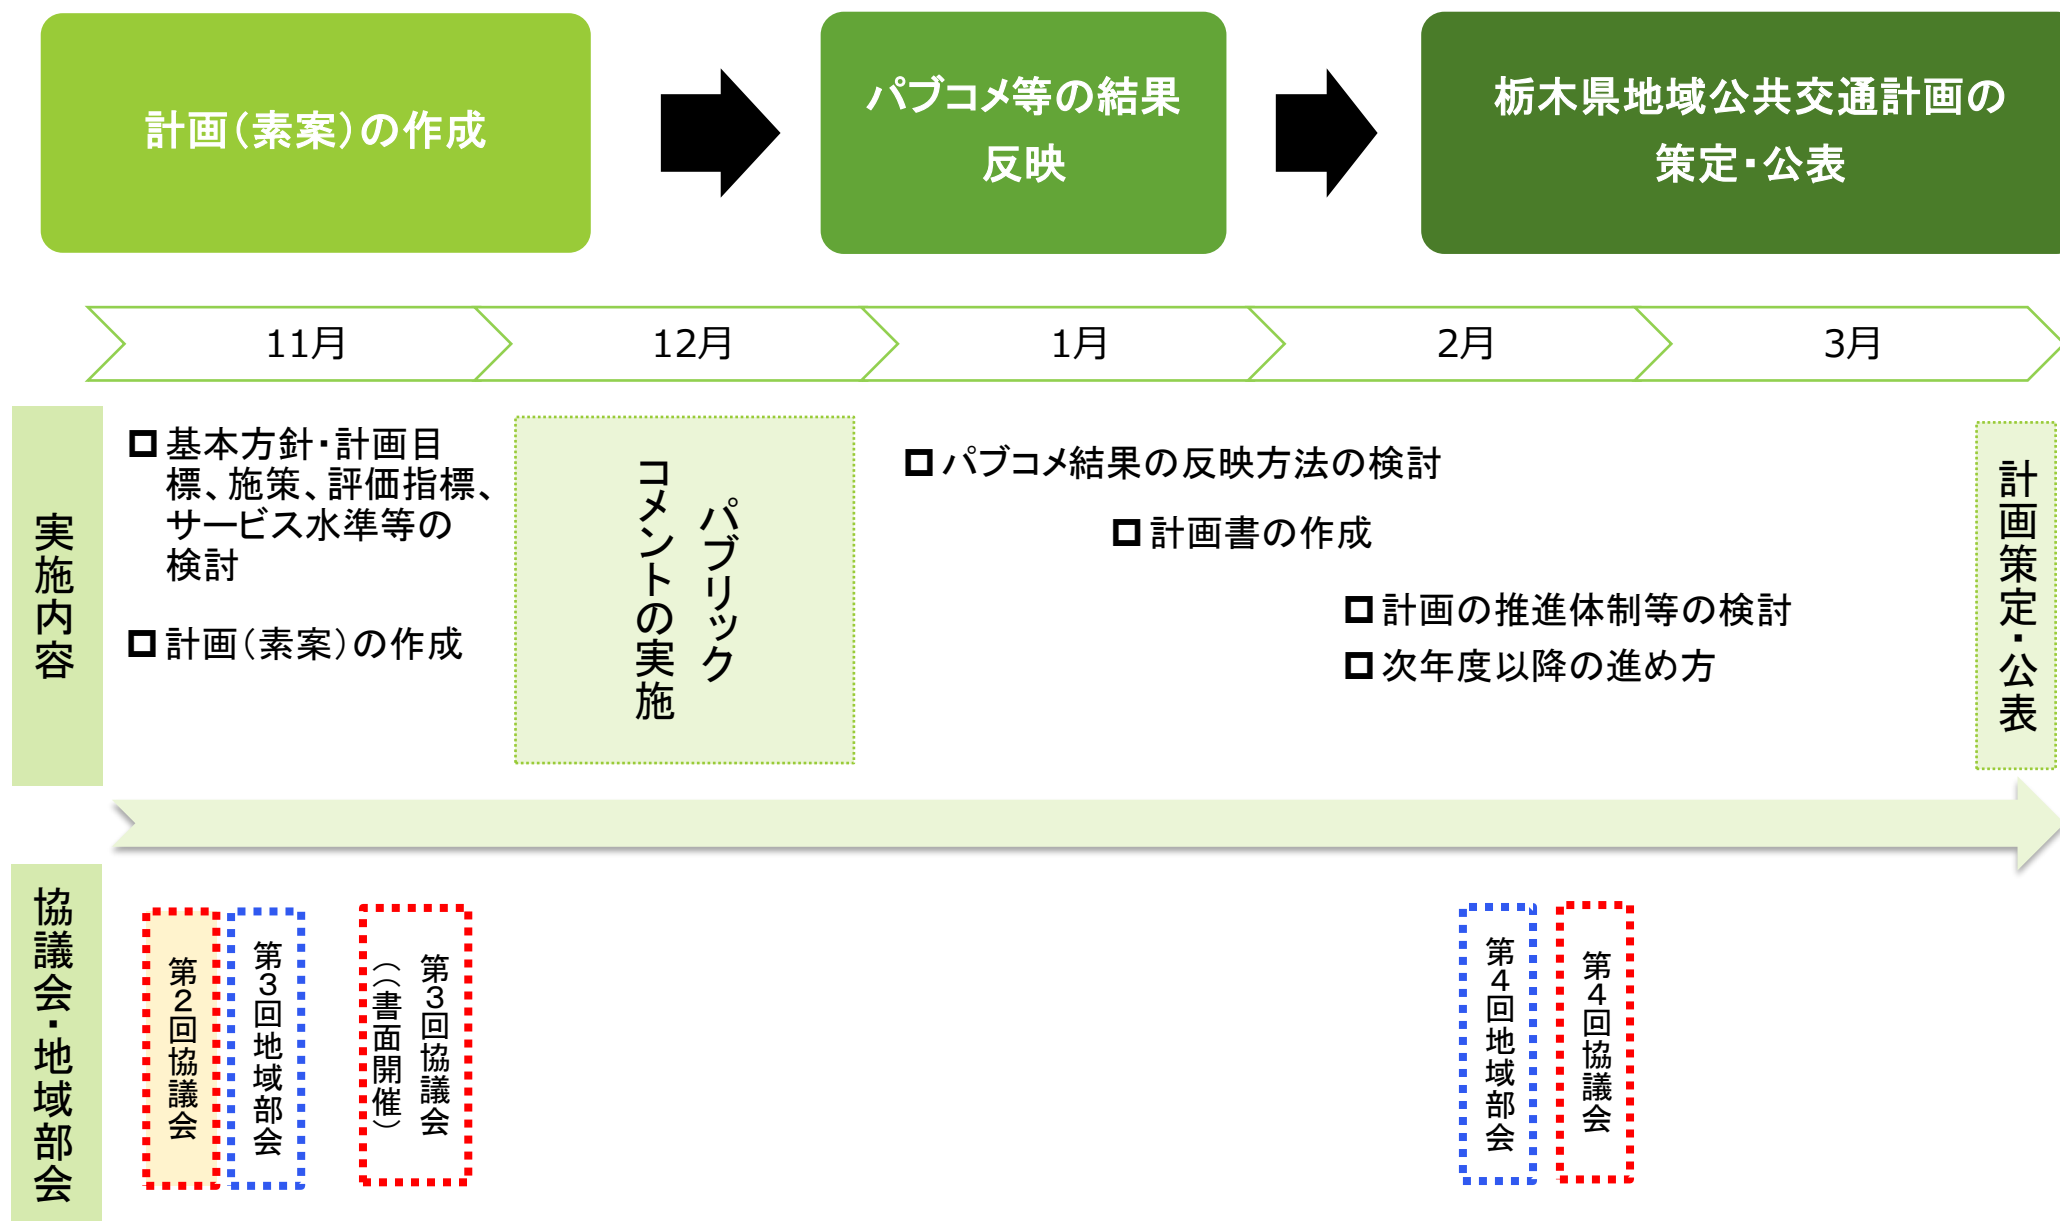 計画(素案)の作成
パブコメ等の結果
反映
栃木県地域公共交通計画の
策定・公表
11月
12月
1月
2月
3月
実施内容
基本方針・計画目
標、施策、評価指標、
サービス水準等の
検討
計画(素案)の作成
パブリック
コメントの実施
パブコメ結果の反映方法の検討
計画書の作成
計画の推進体制等の検討
次年度以降の進め方
計画策定・公表
協議会・地域部会
第2回協議会
第3回地域部会
第3回協議会
((書面開催)
第4回地域部会
第4回協議会